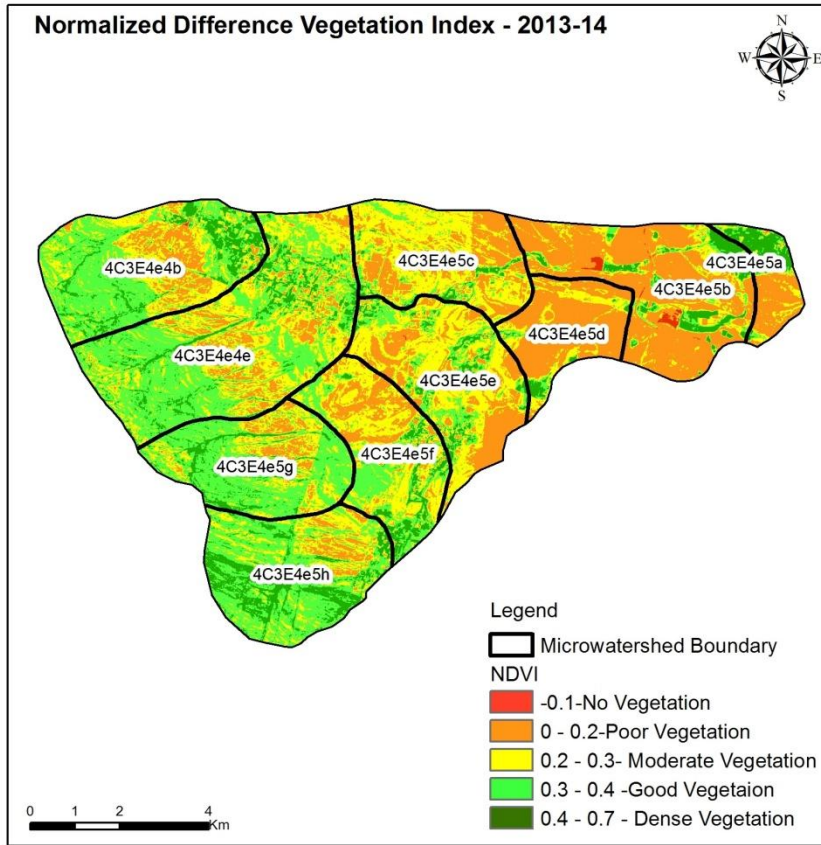 Normalized Difference Vegetation Index - 2013-14
N
W E
S
4C3E4e4b
4C3E4e5c
4C3E4e5a
4C3E4e5b
4C3E4e4e
4C3E4e5d
4C3E4e5e
4C3E4e5f
4C3E4e5g
4C3E4e5h
Legend
Microwatershed Boundary
NDVI
-0.1-No Vegetation
0 - 0.2-Poor Vegetation
0.2 - 0.3- Moderate Vegetation
0.3 - 0.4 -Good Vegetaion
0.4 - 0.7 - Dense Vegetation
0 1 2 4
Km